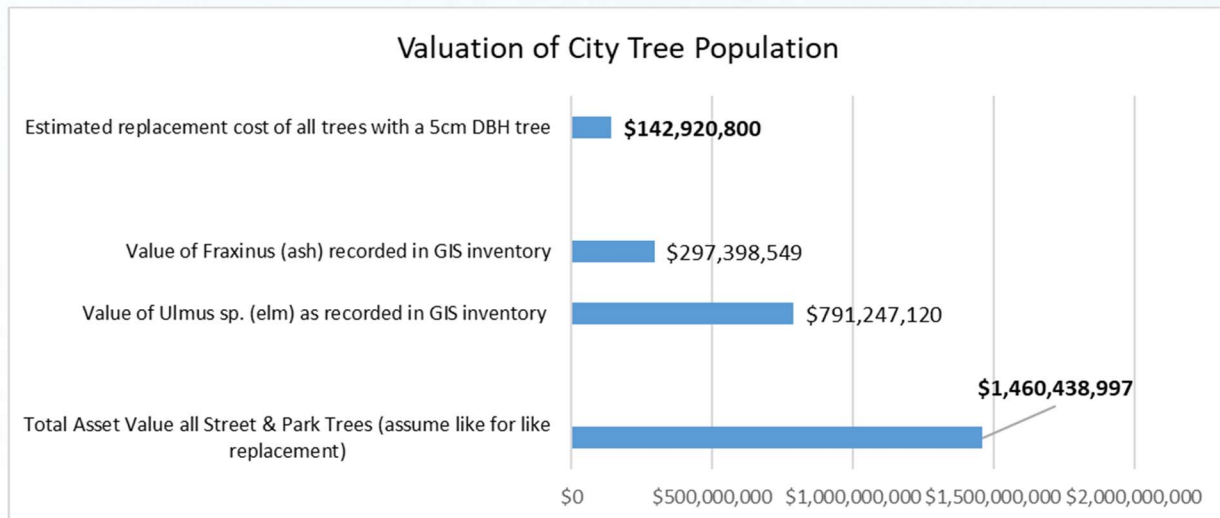 Valuation of City Tree Population
Estimated replacement cost of all trees with a 5cm DBH tree
$142,920,800
Value of Fraxinus (ash) recorded in GIS inventory
$297,398,549
Value of Ulmus sp. (elm) as recorded in GIS inventory
$791,247,120
$1,460,438,997
Total Asset Value all Street & Park Trees (assume like for like
replacement)
$0 $500,000,000 $1,000,000,000 $1,500,000,000 $2,000,000,000